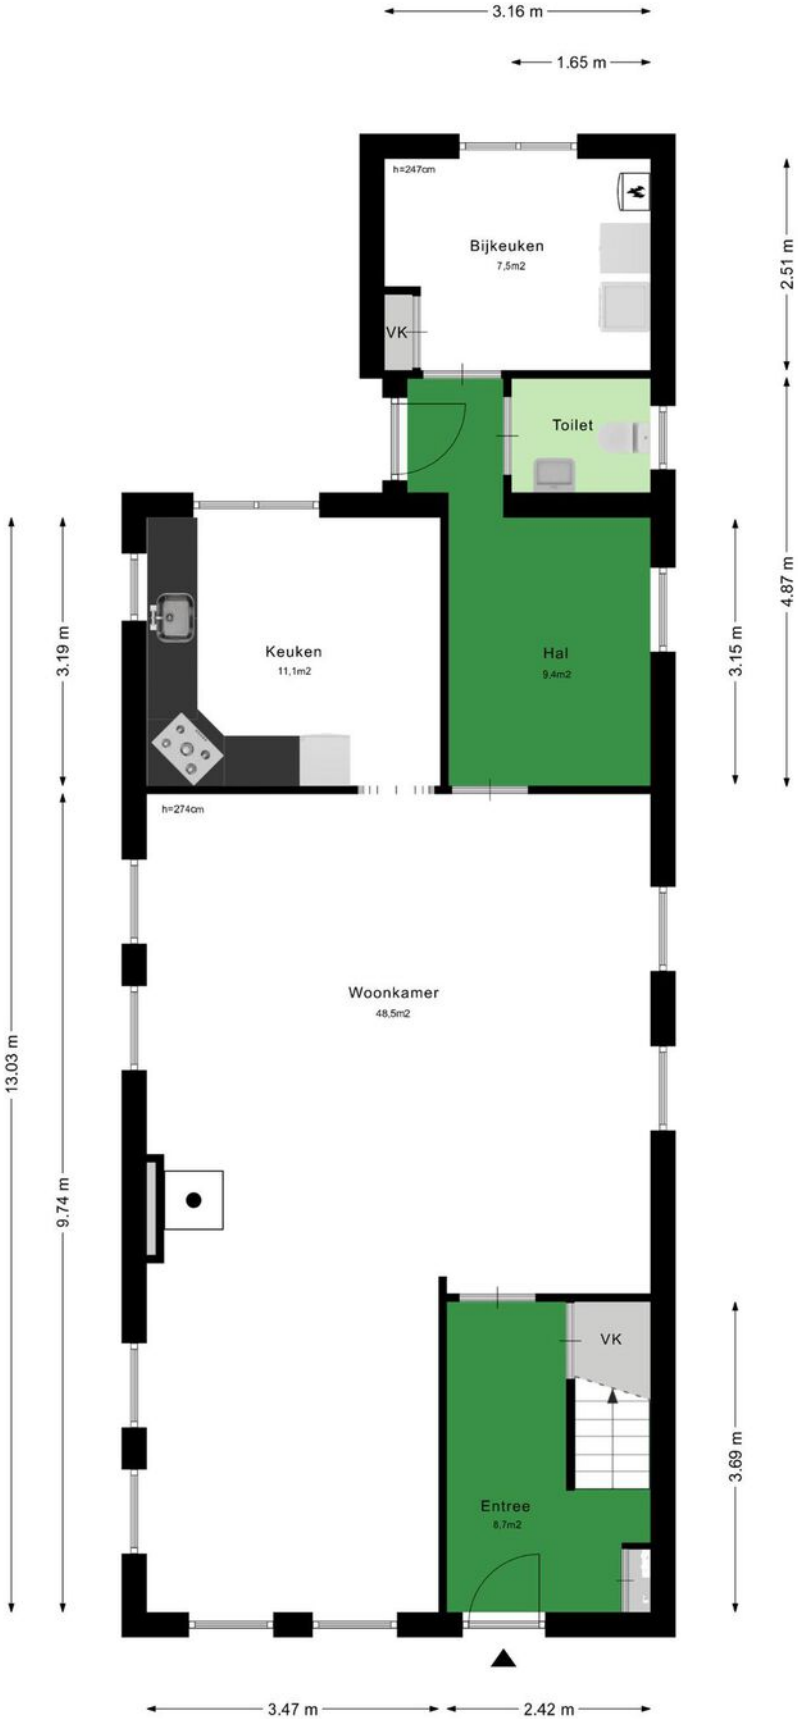 3.16 m
1.65 m
h=247cm
Bijkeuken
7,5m2
2.51 m
VK
Toilet
4.87 m
3.19 m
Keuken
11,1m2
Hal
9,4m2
3.15 m
h=274cm
Woonkamer
48,5m2
13.03 m
9.74 m
VK
3.69 m
Entree
8,7m2
3.47 m
2.42 m